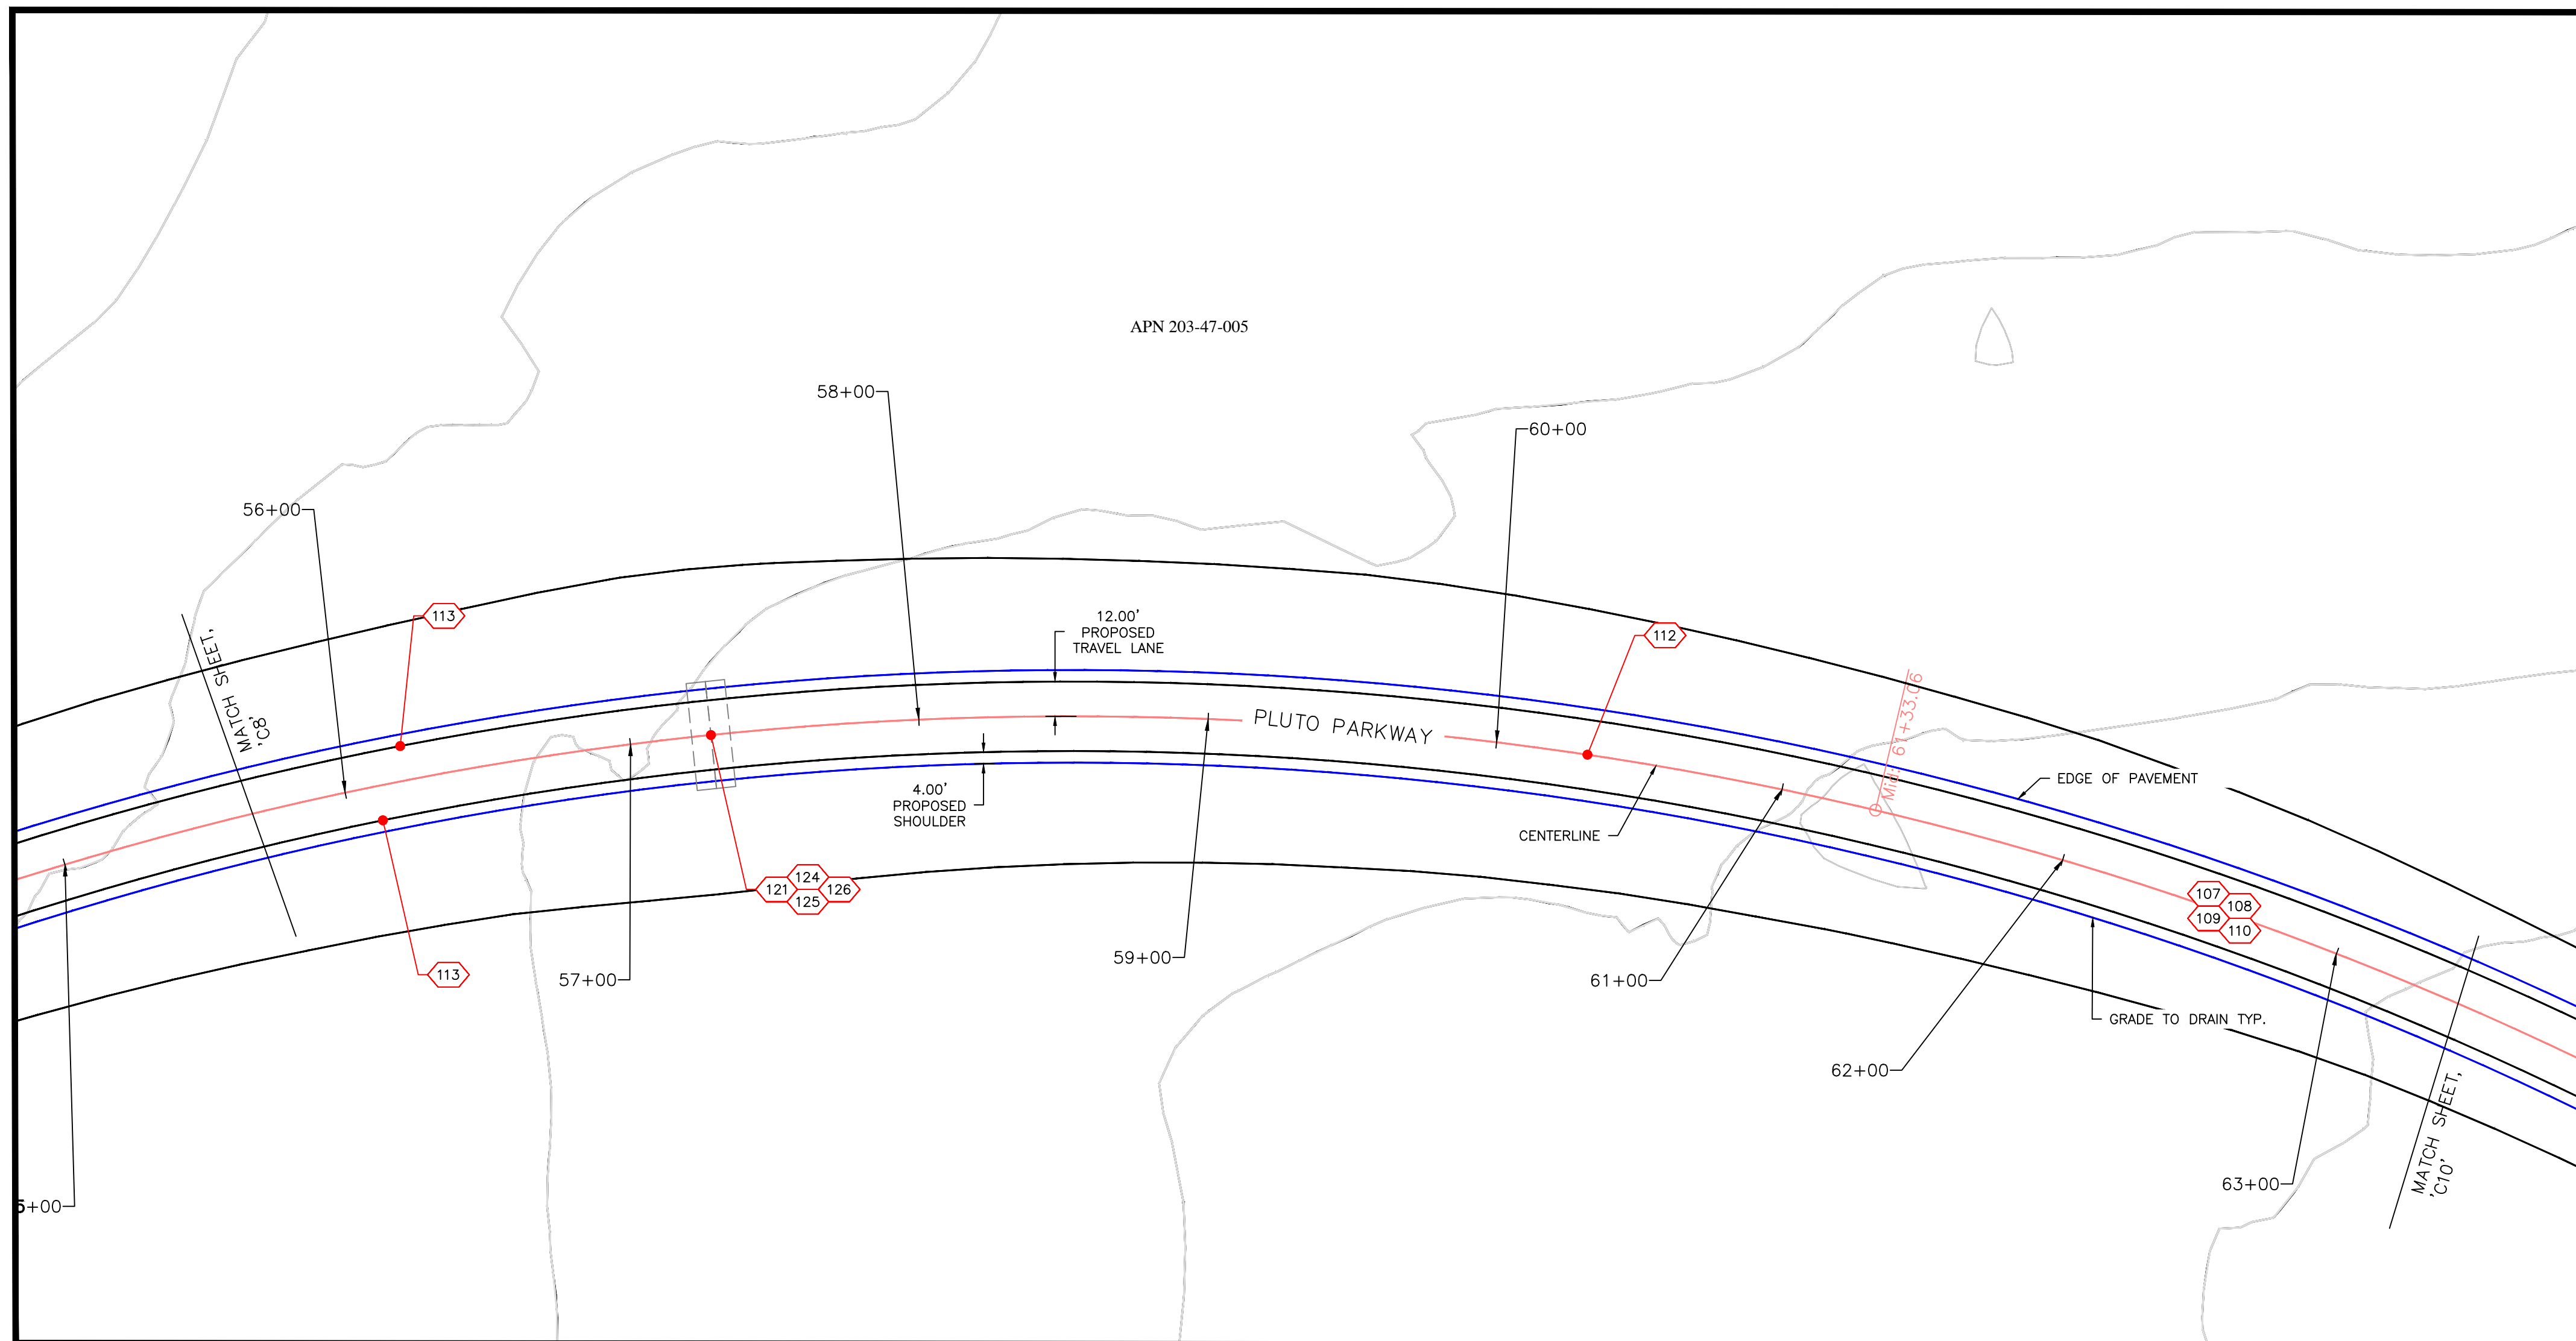 APN 203-47-005
58+00
60+00
56+00
113
12.00'
PROPOSED
TRAVEL LANE
112
MATCH SHEET,
'C8'
Mid: 61+33.06
PLUTO PARKWAY
EDGE OF PAVEMENT
4.00'
PROPOSED
SHOULDER
CENTERLINE
124
121 126
125
107
108
109
110
59+00
113
57+00
61+00
GRADE TO DRAIN TYP.
62+00
MATCH SHEET,
'C10'
63+00
5+00